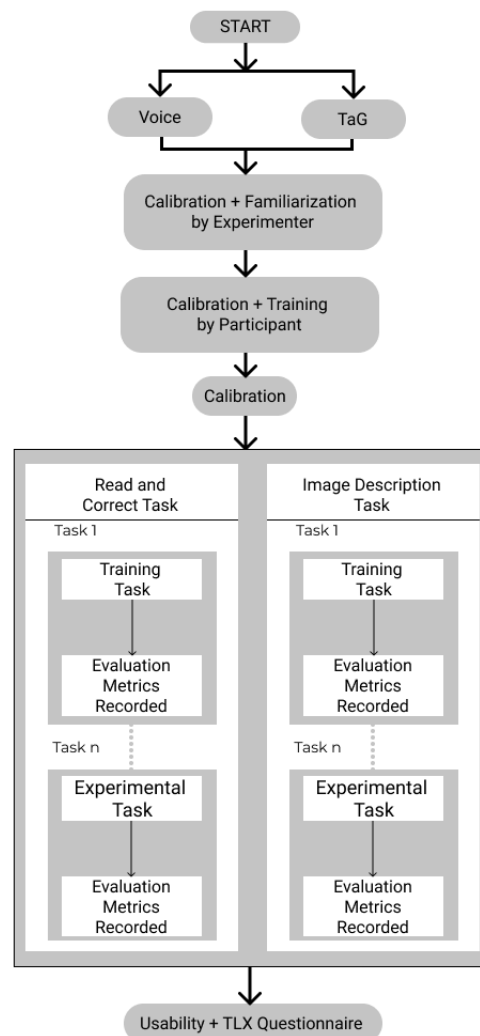 START
Voice
TaG
Calibration + Familiarization
by Experimenter
Calibration + Training
by Participant
Calibration
Read and
Correct Task
Task 1
Training
Task
Evaluation
Metrics
Recorded
Task n
Experimental
Task
Evaluation
Metrics
Recorded
Image Description
Task
Task 1
Training
Task
Evaluation
Metrics
Recorded
Task n
Experimental
Task
Evaluation
Metrics
Recorded
Usability + TLX Questionnaire